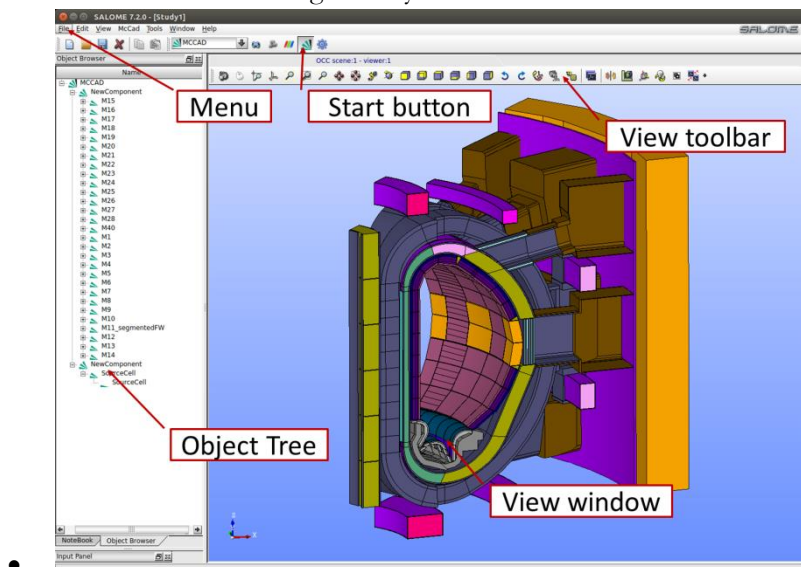 SALOME 7.2.0 - [Study1]
File Edit View McCad Tools Window Help
SALOME
MCCAD
Object Browser
OCC scene:1 - viewer:1
Name
MCCAD
NewComponent
M15
M16
M17
M18
M19
M20
M21
M22
M23
M24
M25
M26
M27
M28
M40
M1
M2
M3
M4
M5
M6
M7
M8
M9
M10
M11_segmentedFW
M12
M13
M14
NewComponent
SourceCell
SourceCell
Menu
Start button
View toolbar
Object Tree
View window
NoteBook
Object Browser
Input Panel